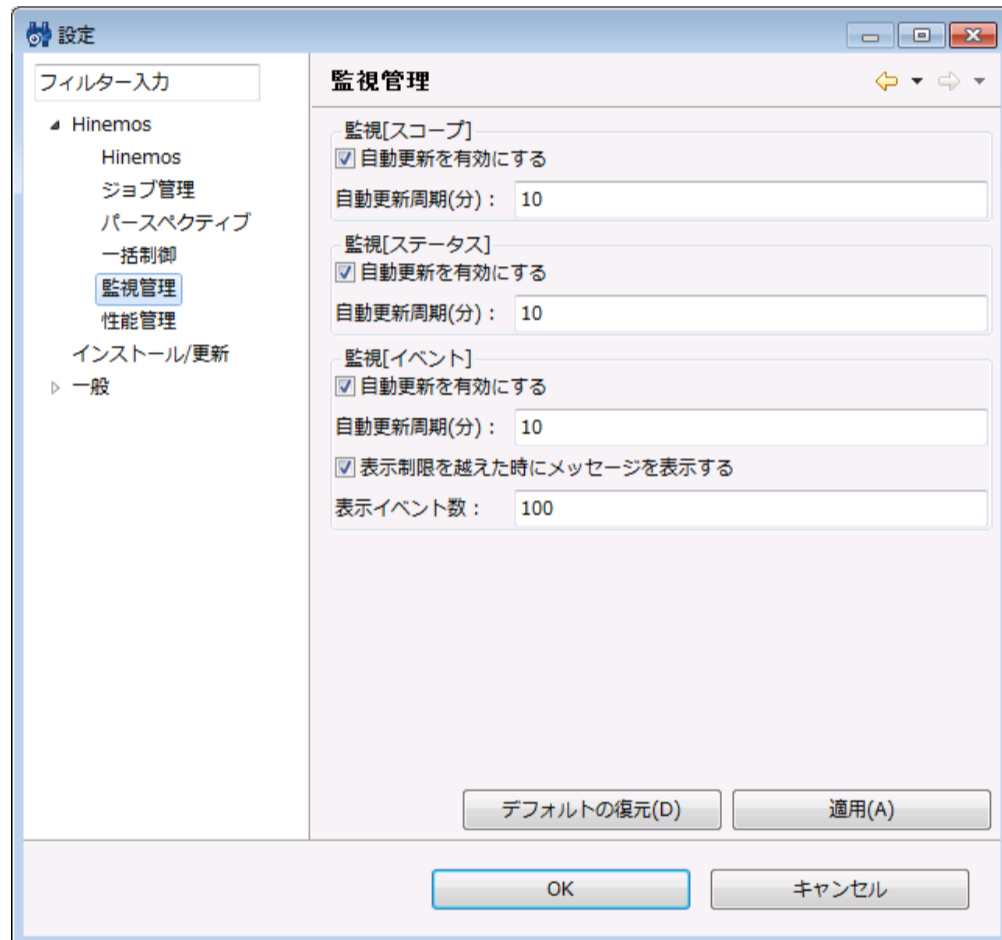 設定
フィルター入力
Hinemos
Hinemos
ジョブ管理
パースペクティブ
一括制御
監視管理
性能管理
インストール/更新
一般
監視管理
監視[スコープ]
自動更新を有効にする
自動更新周期(分)： 10
監視[ステータス]
自動更新を有効にする
自動更新周期(分)： 10
監視[イベント]
自動更新を有効にする
自動更新周期(分)： 10
表示制限を越えた時にメッセージを表示する
表示イベント数： 100
デフォルトの復元(D) 適用(A)
OK キャンセル